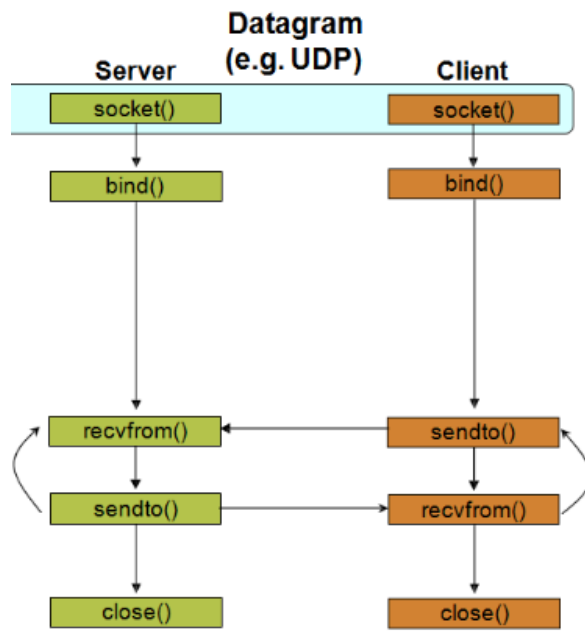 Datagram
(e.g. UDP)
Server
Client
socket()
socket()
bind()
bind()
recvfrom()
sendto()
sendto()
recvfrom()
close()
close()